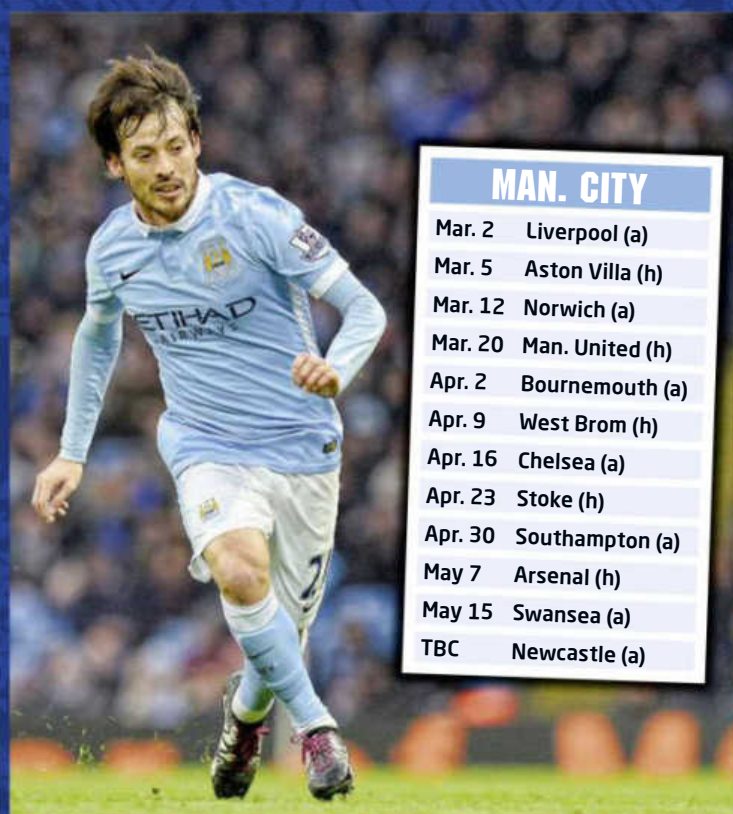 ETIHAD
AIRWAYS
MAN. CITY
Mar. 2 Liverpool (a)
Mar. 5 Aston Villa (h)
Mar. 12 Norwich (a)
Mar. 20 Man. United (h)
Apr. 2 Bournemouth (a)
Apr. 9 West Brom (h)
Apr. 16 Chelsea (a)
Apr. 23 Stoke (h)
Apr. 30 Southampton (a)
May 7 Arsenal (h)
May 15 Swansea (a)
TBC Newcastle (a)